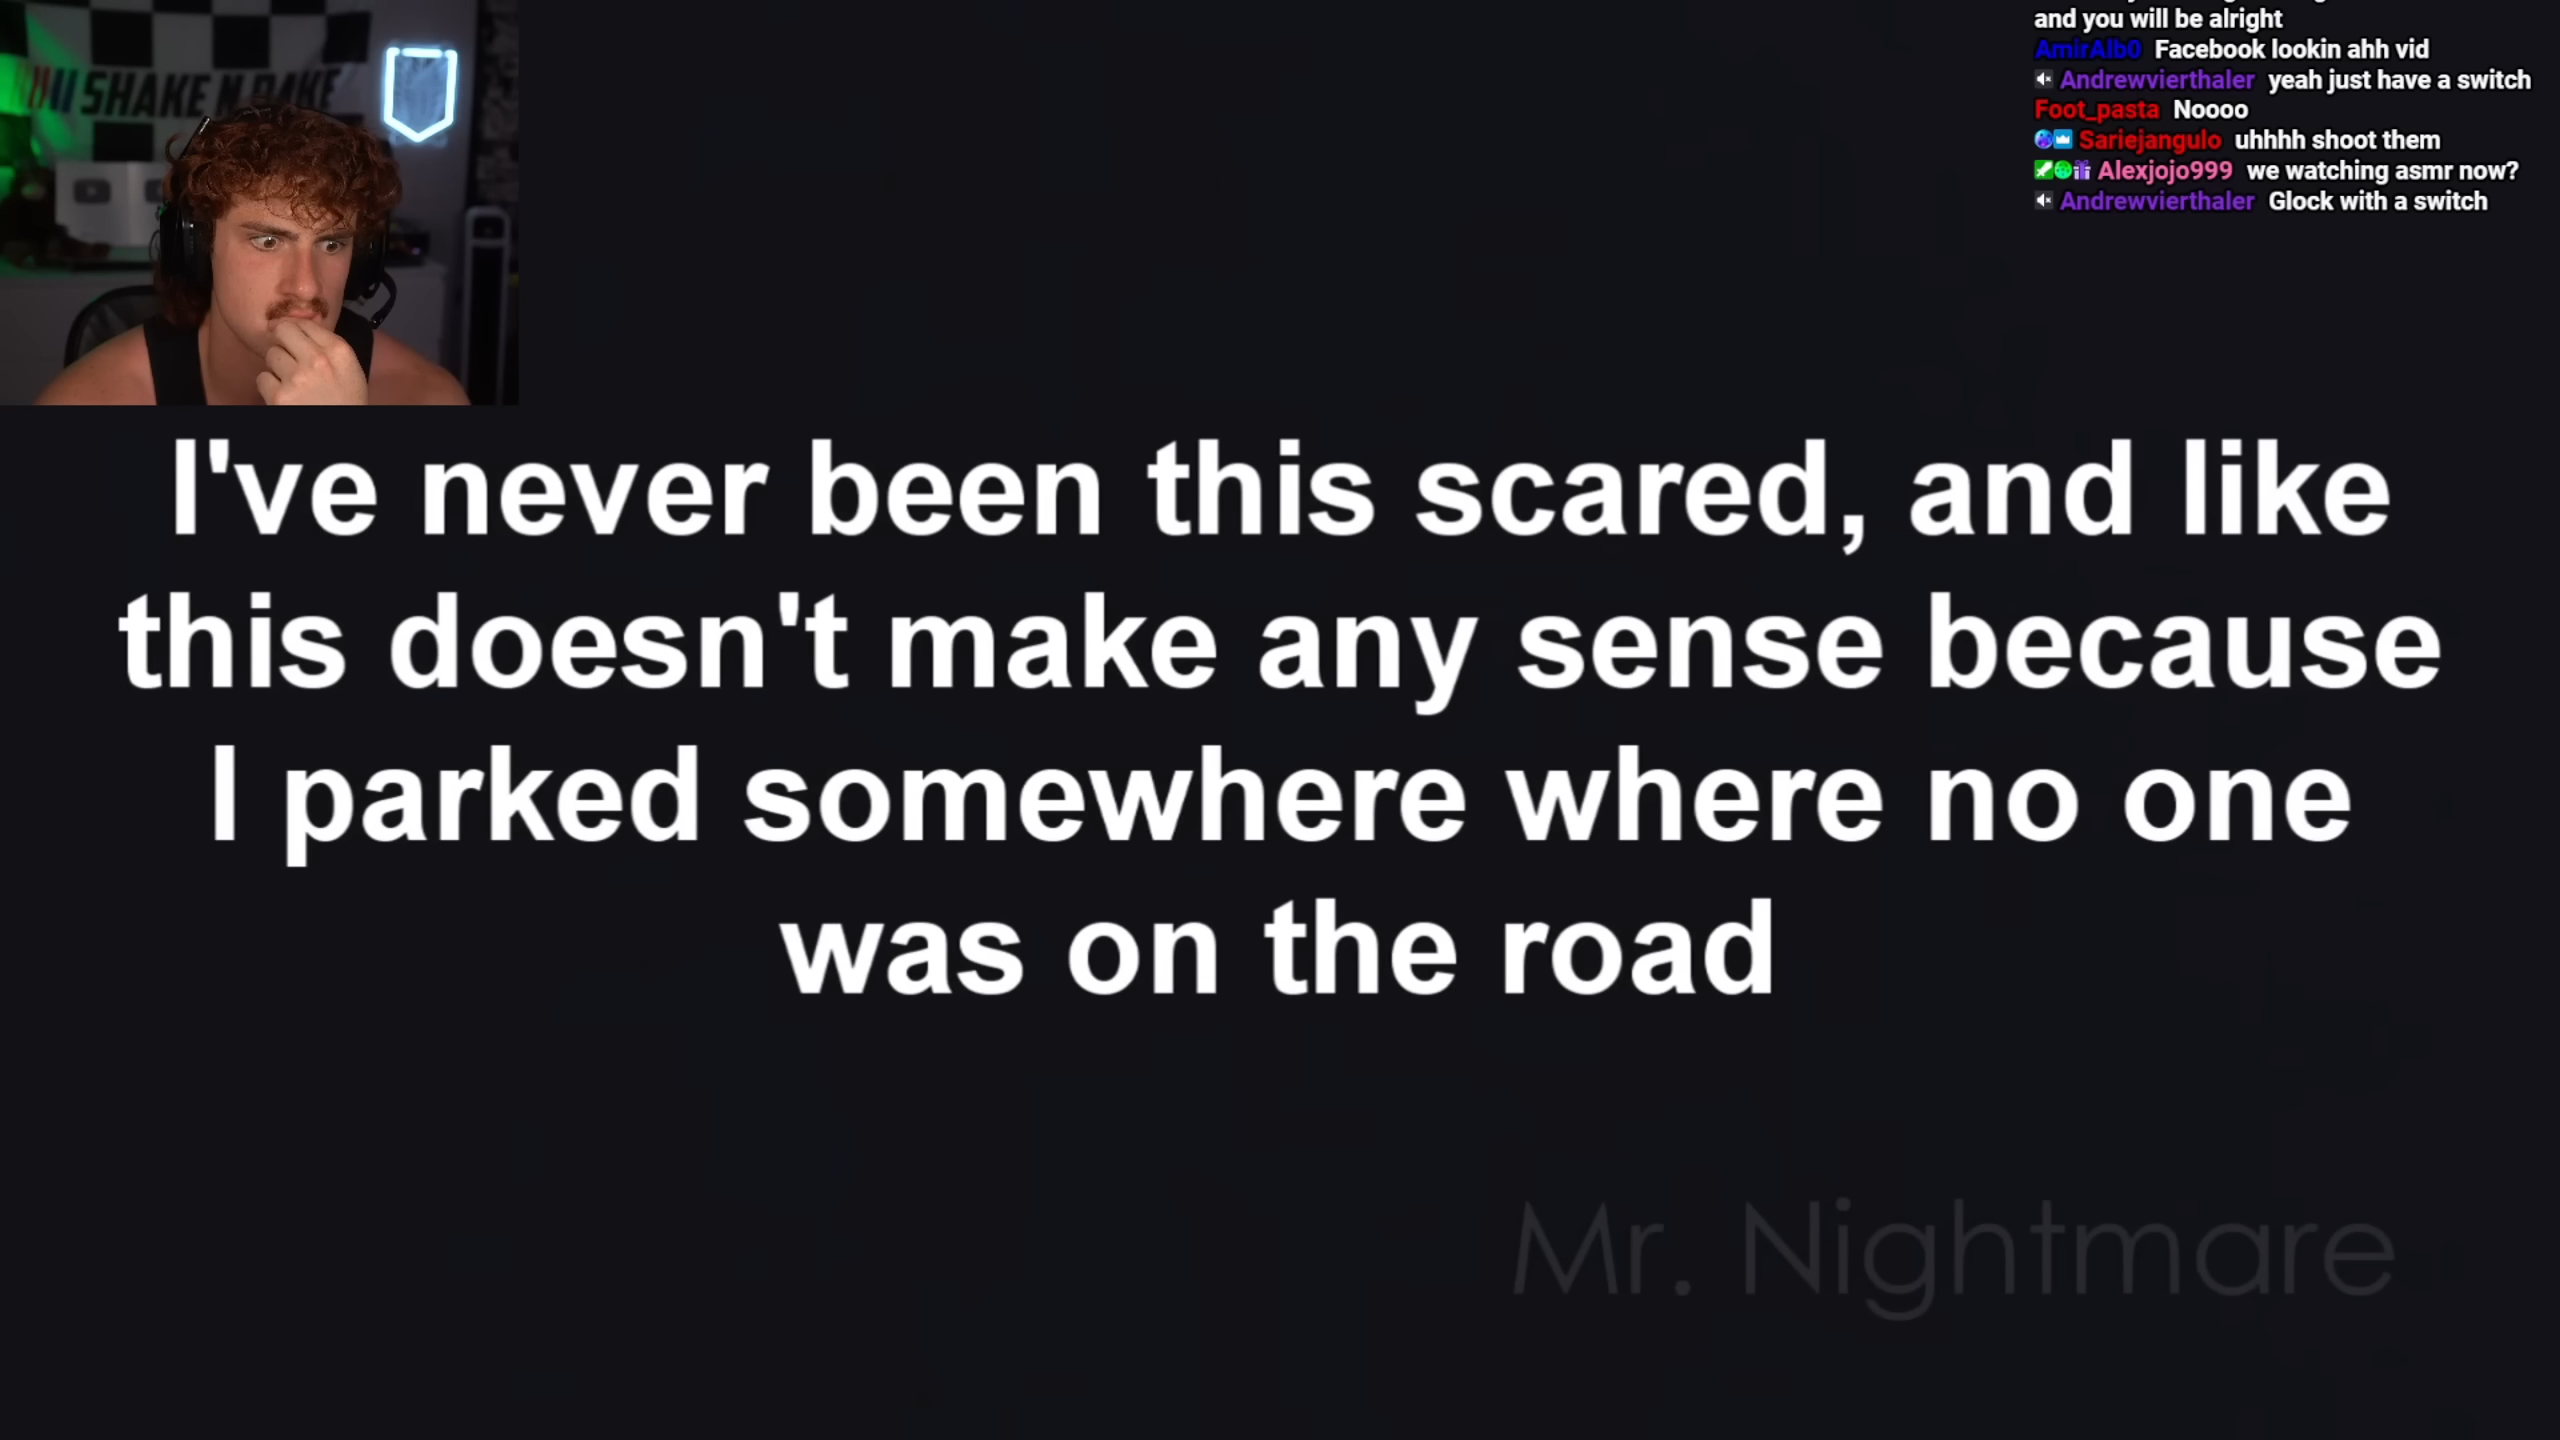 SHAKE N BAKE
and you will be alright
AmirAlb0 Facebook lookin ahh vid
Andrewvierthaler yeah just have a switch
Foot_pasta Noooo
Sariejangulo uhhhh shoot them
Alexjojo999 we watching asmr now?
Andrewvierthaler Glock with a switch
I've never been this scared, and like
this doesn't make any sense because
I parked somewhere where no one
was on the road
Mr. Nightmare